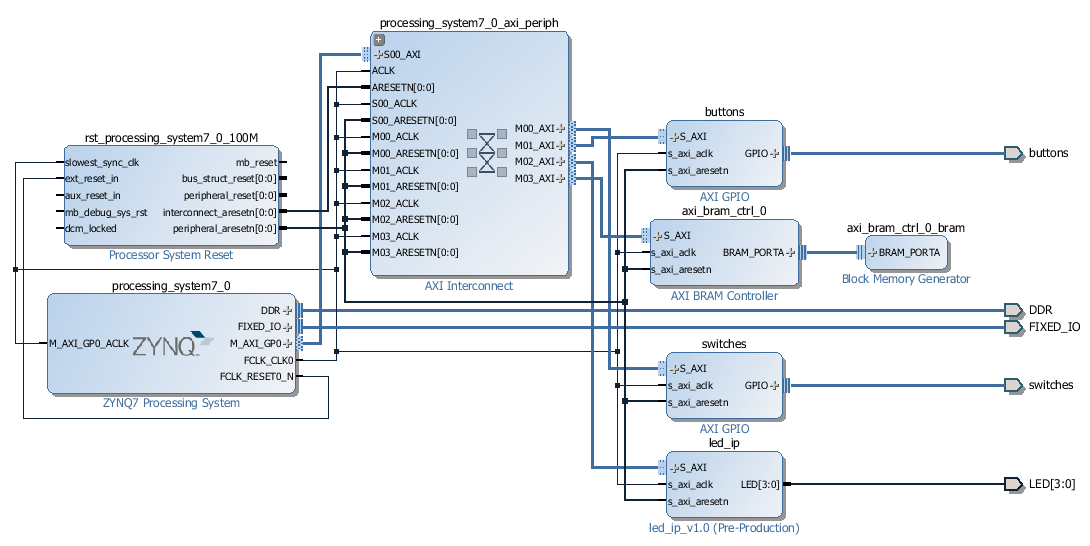 processing_system7_0_axi_periph
S00_AXI
ACLK
ARESETN[0:0]
S00_ACLK
S00_ARESETN[0:0]
M00_ACLK
M00_ARESETN[0:0]
M01_ACLK
M01_ARESETN[0:0]
M02_ACLK
M02_ARESETN[0:0]
M03_ACLK
M03_ARESETN[0:0]
M00_AXI
M01_AXI
M02_AXI
M03_AXI
AXI Interconnect
rst_processing_system7_0_100M
slowest_sync_clk
ext_reset_in
aux_reset_in
mb_debug_sys_rst
dcm_locked
mb_reset
bus_struct_reset[0:0]
peripheral_reset[0:0]
interconnect_aresetn[0:0]
peripheral_aresetn[0:0]
Processor System Reset
processing_system7_0
M_AXI_GP0_ACLK
ZYNQ
DDR
FIXED_IO
M_AXI_GP0
FCLK_CLK0
FCLK_RESET0_N
ZYNQ7 Processing System
buttons
S_AXI
s_axi_aclk
s_axi_aresetn
GPIO
AXI GPIO
buttons
axi_bram_ctrl_0
S_AXI
s_axi_aclk
s_axi_aresetn
BRAM_PORTA
AXI BRAM Controller
axi_bram_ctrl_0_bram
BRAM_PORTA
Block Memory Generator
DDR
FIXED_IO
switches
S_AXI
s_axi_aclk
s_axi_aresetn
GPIO
AXI GPIO
switches
led_ip
S_AXI
s_axi_aclk
s_axi_aresetn
LED[3:0]
led_ip_v1.0 (Pre-Production)
LED[3:0]